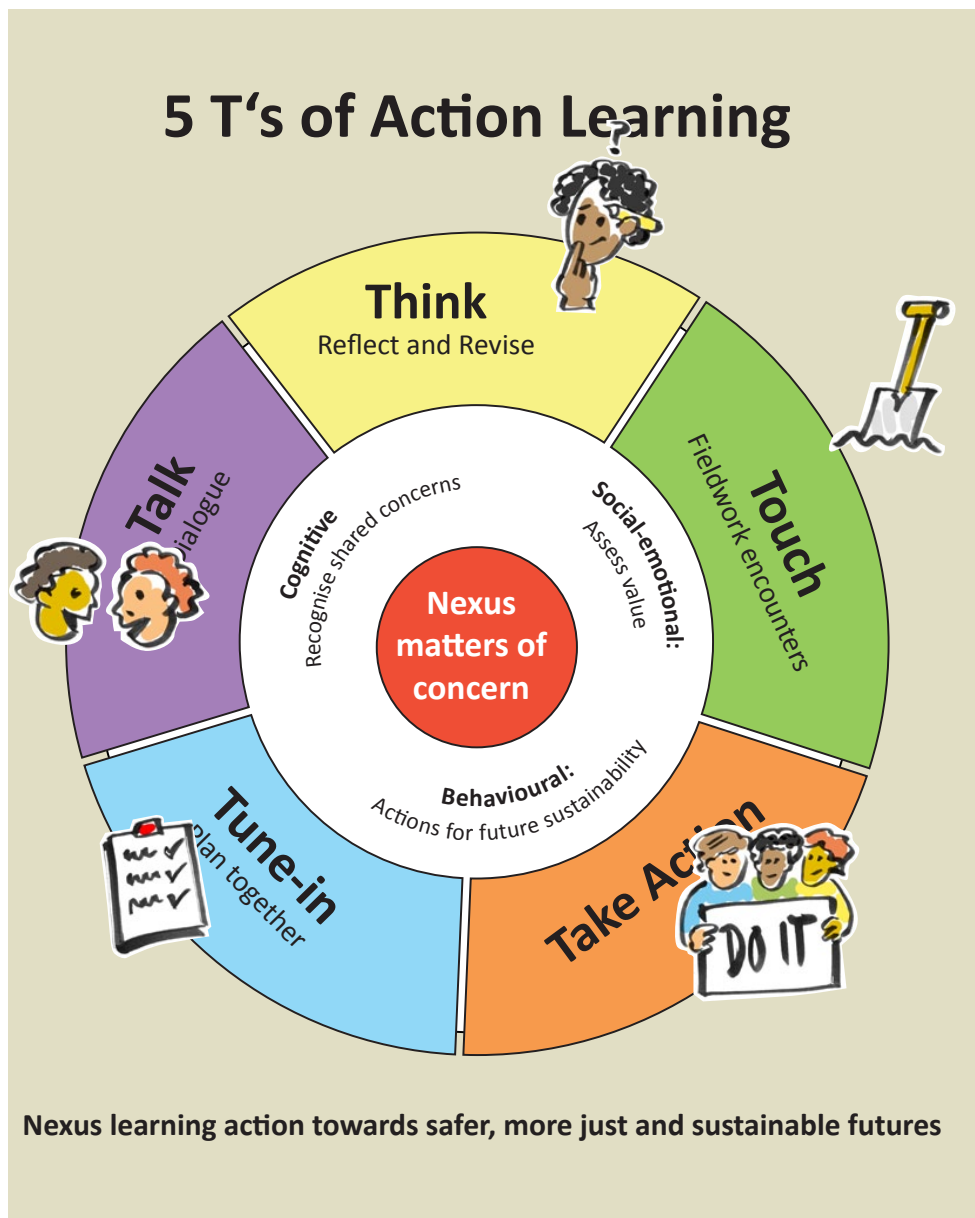 5 T‘s of Action Learning
?
Think
Reflect and Revise
Touch
Fieldwork encounters
Take Action
DO IT
Tune-in
Plan together
Talk
Cognitive
Recognise shared concerns
Social-emotional:
Assess value
Behavioural:
Actions for future sustainability
Nexus
matters of
concern
Nexus learning action towards safer, more just and sustainable futures